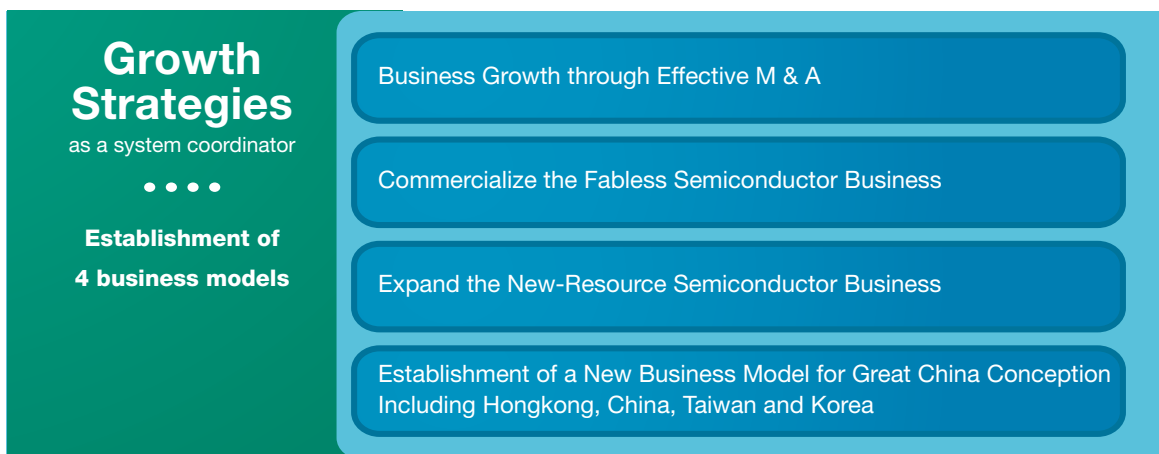 Growth
Strategies
as a system coordinator
Establishment of
4 business models
Business Growth through Effective M & A
Commercialize the Fabless Semiconductor Business
Expand the New-Resource Semiconductor Business
Establishment of a New Business Model for Great China Conception
Including Hongkong, China, Taiwan and Korea